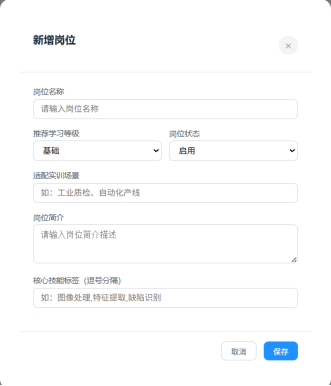 新增岗位
×
岗位名称
请输入岗位名称
推荐学习等级 岗位状态
基础 启用
适配实训场景
如：工业质检、自动化产线
岗位简介
请输入岗位简介描述
核心技能标签（逗号分隔）
如：图像处理,特征提取,缺陷识别
取消 保存